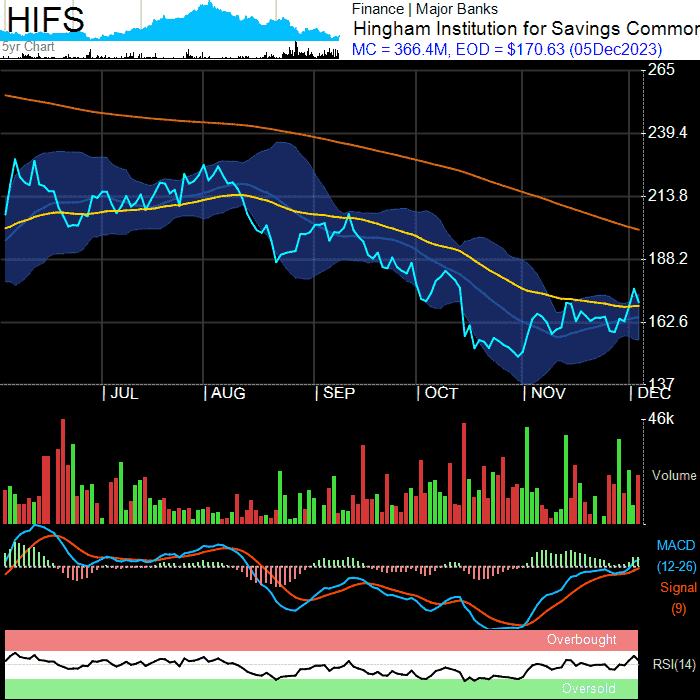 HIFS
5yr Chart
Finance | Major Banks
Hingham Institution for Savings Common
MC = 366.4M, EOD = $170.63 (05Dec2023)
265
239.4
213.8
188.2
162.6
137
JUL
AUG
SEP
OCT
NOV
DEC
46k
Volume
MACD
(12-26)
Signal
(9)
Overbought
RSI(14)
Oversold